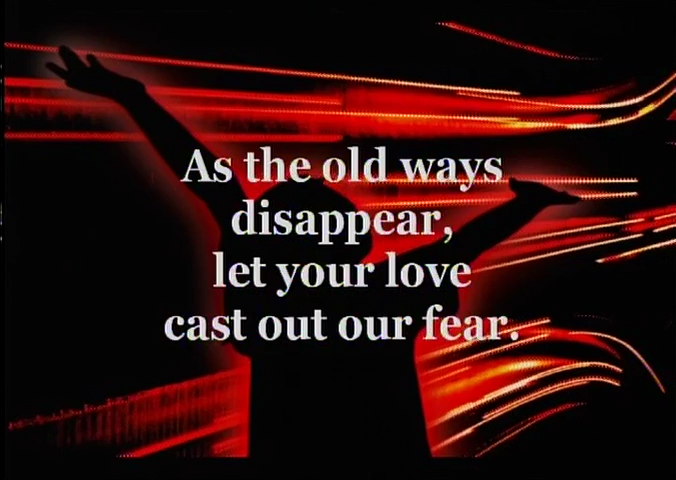 As the old ways
disappear,
let your love
cast out our fear.